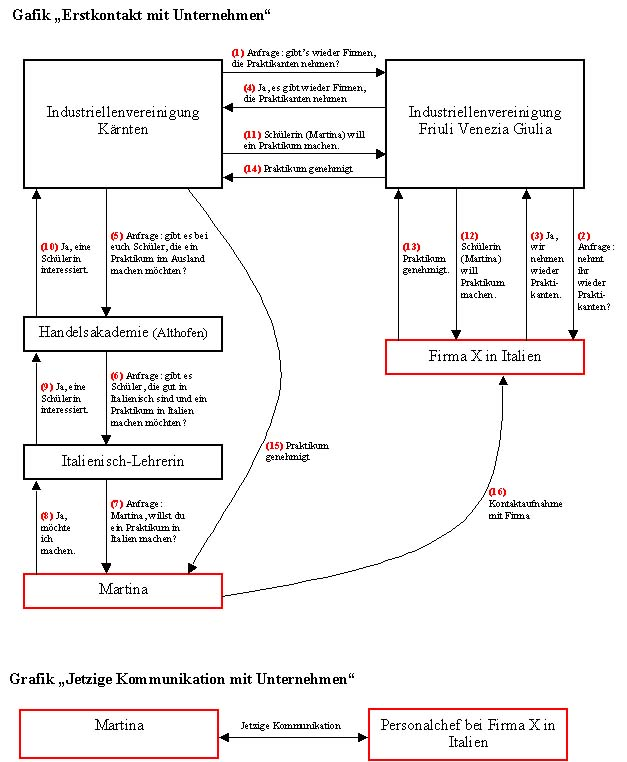 Gafik „Erstkontakt mit Unternehmen“
(1) Anfrage: gibt’s wieder Firmen,
die Praktikanten nehmen?
(4) Ja, es gibt wieder Firmen,
die Praktikanten nehmen
Industriellenvereinigung
Kärnten
Industriellenvereinigung
Friuli Venezia Giulia
(11) Schülerin (Martina) will
ein Praktikum machen.
(14) Praktikum genehmigt
(10) Ja, eine
Schülerin
interessiert.
(5) Anfrage: gibt es bei
euch Schüler, die ein
Praktikum im Ausland
machen möchten?
(13)
Praktikum
genehmigt.
(12)
Schülerin
(Martina)
will
Praktikum
machen.
(3) Ja,
wir
nehmen
wieder
Prakti-
kanten.
(2)
Anfrage:
nehmt
ihr
wieder
Prakti-
kanten?
Handelsakademie (Althofen)
Firma X in Italien
(9) Ja, eine
Schülerin
interessiert.
(6) Anfrage: gibt es
Schüler, die gut in
Italienisch sind und ein
Praktikum in Italien
machen möchten?
(15) Praktikum
genehmigt
Italienisch-Lehrerin
(8) Ja,
möchte
ich
machen.
(7) Anfrage:
Martina, willst du
ein Praktikum in
Italien machen?
(16)
Kontaktaufnahme
mit Firma
Martina
Grafik „Jetzige Kommunikation mit Unternehmen“
Martina
Jetzige Kommunikation
Personalchef bei Firma X in
Italien